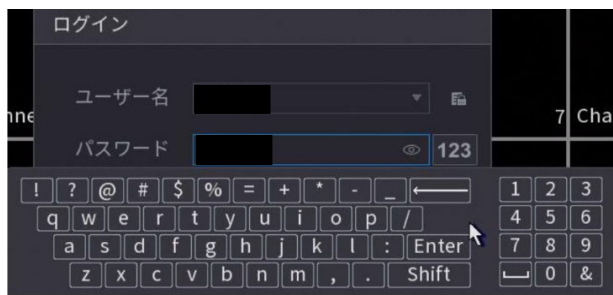 ログイン
ユーザー名
nne
7 Cha
パスワード
123
! ? @ # $ % = + * - _ 1 2 3
q w e r t y u i o p / 4 5 6
a s d f g h j k l : Enter 7 8 9
z x c v b n m , . Shift 0 &